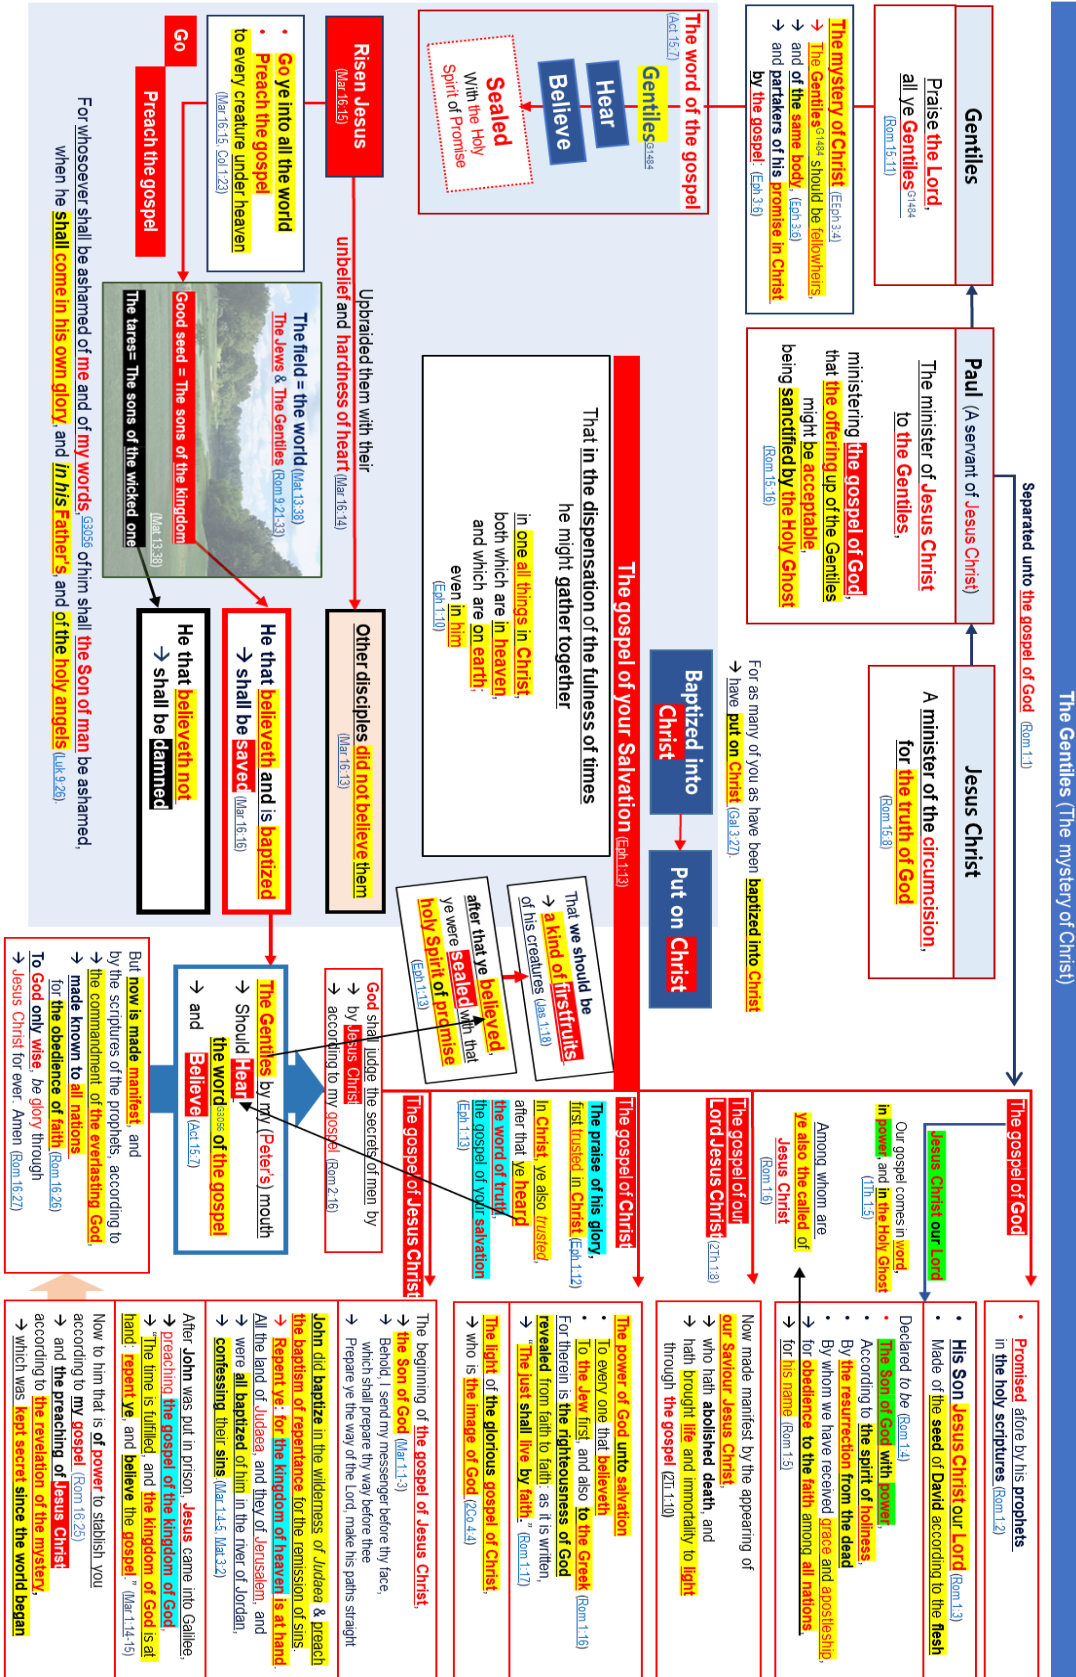 The Gentiles (The mystery of Christ)
Gentiles
Praise the Lord,
all ye GentilesG1484
(Rom 15:11)
Paul (A servant of Jesus Christ)
The minister of Jesus Christ
to the Gentiles,
ministering the gospel of God,
that the offering up of the Gentiles
might be acceptable,
being sanctified by the Holy Ghost
(Rom 15:16)
Jesus Christ
A minister of the circumcision,
for the truth of God
(Rom 15:8)
Separated unto the gospel of God (Rom 1:1)
The mystery of Christ (EEph 3:4)
→ The GentilesG1484 should be fellowheirs,
→ and of the same body, (Eph 3:6)
→ and partakers of his promise in Christ
by the gospel: (Eph 3:6)
The word of the gospel
(Act 15:7)
GentilesG1484
Hear
Believe
Sealed
With the Holy
Spirit of Promise
For as many of you as have been baptized into Christ
→ have put on Christ (Gal 3:27).
Baptized into
Christ
Put on Christ
The gospel of your Salvation (Eph 1:13)
That in the dispensation of the fulness of times
he might gather together
in one all things in Christ,
both which are in heaven,
and which are on earth;
even in him
(Eph 1:10)
That we should be
→ a kind of firstfruits
of his creatures (Jas 1:18)
after that ye believed,
ye were sealed with that
holy Spirit of promise
(Eph 1:13)
Risen Jesus
(Mar 16:15)
Upbraided them with their
unbelief and hardness of heart (Mar 16:14)
Other disciples did not believe them
(Mar 16:13)
• Go ye into all the world
• Preach the gospel
to every creature under heaven
(Mar 16:15, Col 1:23)
Go
Preach the gospel
The field = the world (Mat 13:38)
The Jews & The Gentiles (Rom 9:21-33)
Good seed = The sons of the kingdom
The tares= The sons of the wicked one
(Mat 13:38)
He that believeth and is baptized
→ shall be saved (Mar 16:16)
He that believeth not
→ shall be damned
For whosoever shall be ashamed of me and of my words,G3056 of him shall the Son of man be ashamed,
when he shall come in his own glory, and in his Father's, and of the holy angels (Luk 9:26).
The gospel of God
Jesus Christ our Lord
Our gospel comes in word,
in power, and in the Holy Ghost
(1Th 1:5)
Among whom are
ye also the called of
Jesus Christ
(Rom 1:6)
The gospel of our
Lord Jesus Christ (2Th 1:8)
The gospel of Christ
The praise of his glory,
first trusted in Christ (Eph 1:12)
In Christ, ye also trusted,
after that ye heard
the word of truth,
the gospel of your salvation
(Eph 1:13)
The gospel of Jesus Christ
God shall judge the secrets of men by
→ by Jesus Christ
→ according to my gospel (Rom 2:16)
The Gentiles by my (Peter's) mouth
→ Should Hear
the wordG3056 of the gospel
→ and Believe (Act 15:7)
But now is made manifest, and
by the scriptures of the prophets, according to
→ the commandment of the everlasting God,
→ made known to all nations
for the obedience of faith (Rom 16:26)
To God only wise, be glory through
→ Jesus Christ for ever. Amen (Rom 16:27)
• Promised afore by his prophets
in the holy scriptures (Rom 1:2)
• His Son Jesus Christ our Lord (Rom 1:3)
• Made of the seed of David according to the flesh
Declared to be (Rom 1:4)
• The Son of God with power,
• According to the spirit of holiness,
• By the resurrection from the dead
• By whom we have received grace and apostleship,
→ for obedience to the faith among all nations,
→ for his name (Rom 1:5)
Now made manifest by the appearing of
our Saviour Jesus Christ,
→ who hath abolished death, and
→ hath brought life and immortality to light
through the gospel (2Ti 1:10)
The power of God unto salvation
• To every one that believeth
• To the Jew first, and also to the Greek (Rom 1:16)
For therein is the righteousness of God
revealed from faith to faith: as it is written,
→ "The just shall live by faith." (Rom 1:17)
The light of the glorious gospel of Christ,
→ who is the image of God (2Co 4:4)
The beginning of the gospel of Jesus Christ,
→ the Son of God (Mar 1:1-3)
→ Behold, I send my messenger before thy face,
which shall prepare thy way before thee
→ Prepare ye the way of the Lord, make his paths straight
John did baptize in the wilderness of Judaea & preach
the baptism of repentance for the remission of sins.
→ Repent ye: for the kingdom of heaven is at hand.
All the land of Judaea, and they of Jerusalem, and
→ were all baptized of him in the river of Jordan,
→ confessing their sins (Mar 1:4-5, Mat 3:2)
After John was put in prison, Jesus came into Galilee,
→ preaching the gospel of the kingdom of God,
→ "The time is fulfilled, and the kingdom of God is at
hand: repent ye, and believe the gospel." (Mar 1:14-15)
Now to him that is of power to stablish you
according to my gospel (Rom 16:25)
→ and the preaching of Jesus Christ
according to the revelation of the mystery,
→ which was kept secret since the world began